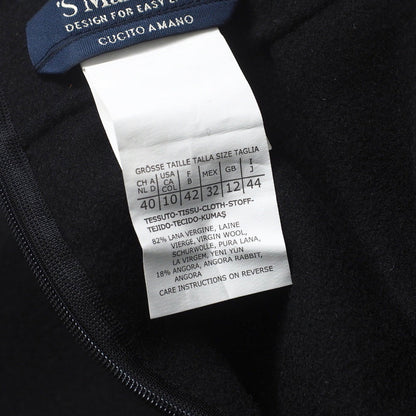 'S Ma
DESIGN FOR EASY
CUCITO A MANO
GRÖSSE TAILLE TALLA SIZE TAGLIA
CH A USA F MEX GB I
NL D CA COL B J
40 10 42 32 12 44
TESSUTO-TISSU-CLOTH-STOFF-
TEJIDO-TECIDO-KUMAŞ
82% LANA VERGINE, LAINE
VIERGE, VIRGIN WOOL,
SCHURWOLLE, PURA LANA,
LA VIRGEM, YENI YUN
18% ANGORA, ANGORA RABBIT,
ANGORA
CARE INSTRUCTIONS ON REVERSE